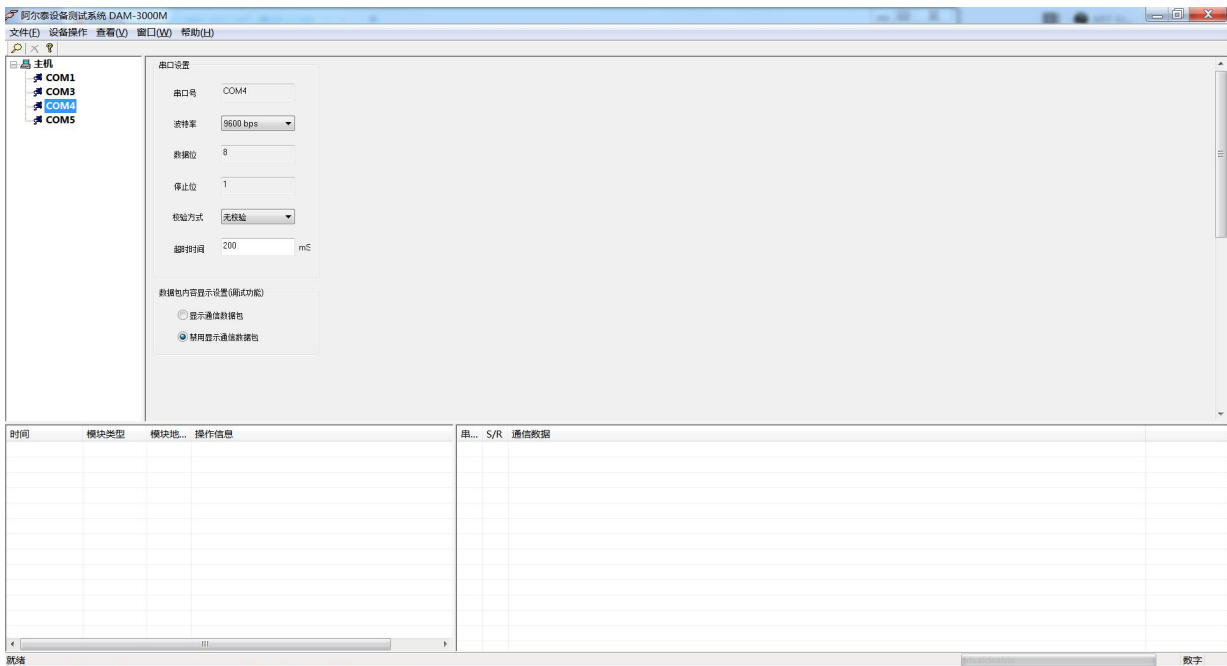 阿尔泰设备测试系统 DAM-3000M
文件(F) 设备操作 查看(V) 窗口(W) 帮助(H)
主机
COM1
COM3
COM4
COM5
串口设置
串口号 COM4
波特率 9600 bps
数据位 8
停止位 1
校验方式 无校验
超时时间 200 mS
数据包内容显示设置(调试功能)
显示通信数据包
禁用显示通信数据包
时间 模块类型 模块地... 操作信息
串... S/R 通信数据
就绪 数字